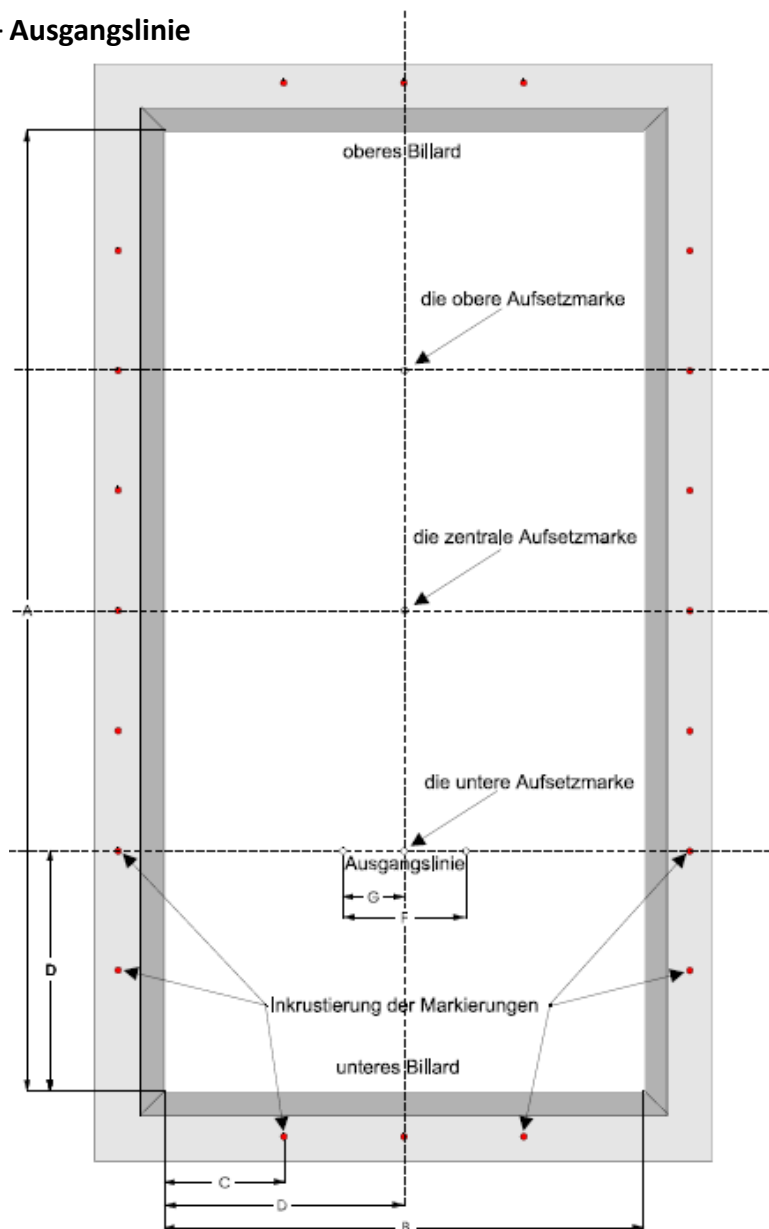 - Ausgangslinie
oberes Billard
die obere Aufsetzmarke
die zentrale Aufsetzmarke
A
die untere Aufsetzmarke
Ausgangslinie
G
F
D
Inkrustierung der Markierungen
unteres Billard
C
D
B